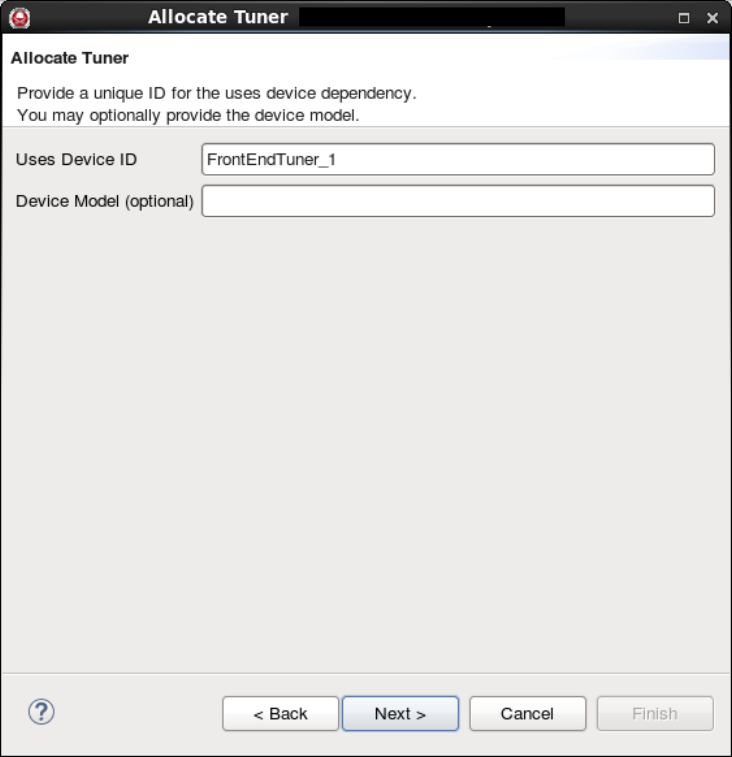 Allocate Tuner
Allocate Tuner
Provide a unique ID for the uses device dependency.
You may optionally provide the device model.
Uses Device ID FrontEndTuner_1
Device Model (optional)
? < Back Next > Cancel Finish